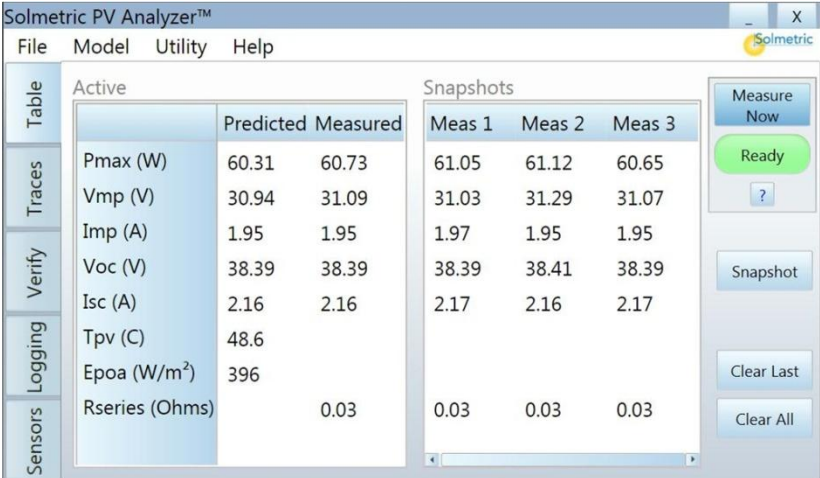 Solmetric PV Analyzer™
_ X
File Model Utility Help
Solmetric
Table
Traces
Verify
Logging
Sensors
Active
Predicted Measured
Pmax (W) 60.31 60.73
Vmp (V) 30.94 31.09
Imp (A) 1.95 1.95
Voc (V) 38.39 38.39
Isc (A) 2.16 2.16
Tpv (C) 48.6
Epoa (W/m²) 396
Rseries (Ohms) 0.03
Snapshots
Meas 1 Meas 2 Meas 3
61.05 61.12 60.65
31.03 31.29 31.07
1.97 1.95 1.95
38.39 38.41 38.39
2.17 2.16 2.17
0.03 0.03 0.03
Measure
Now
Ready
?
Snapshot
Clear Last
Clear All